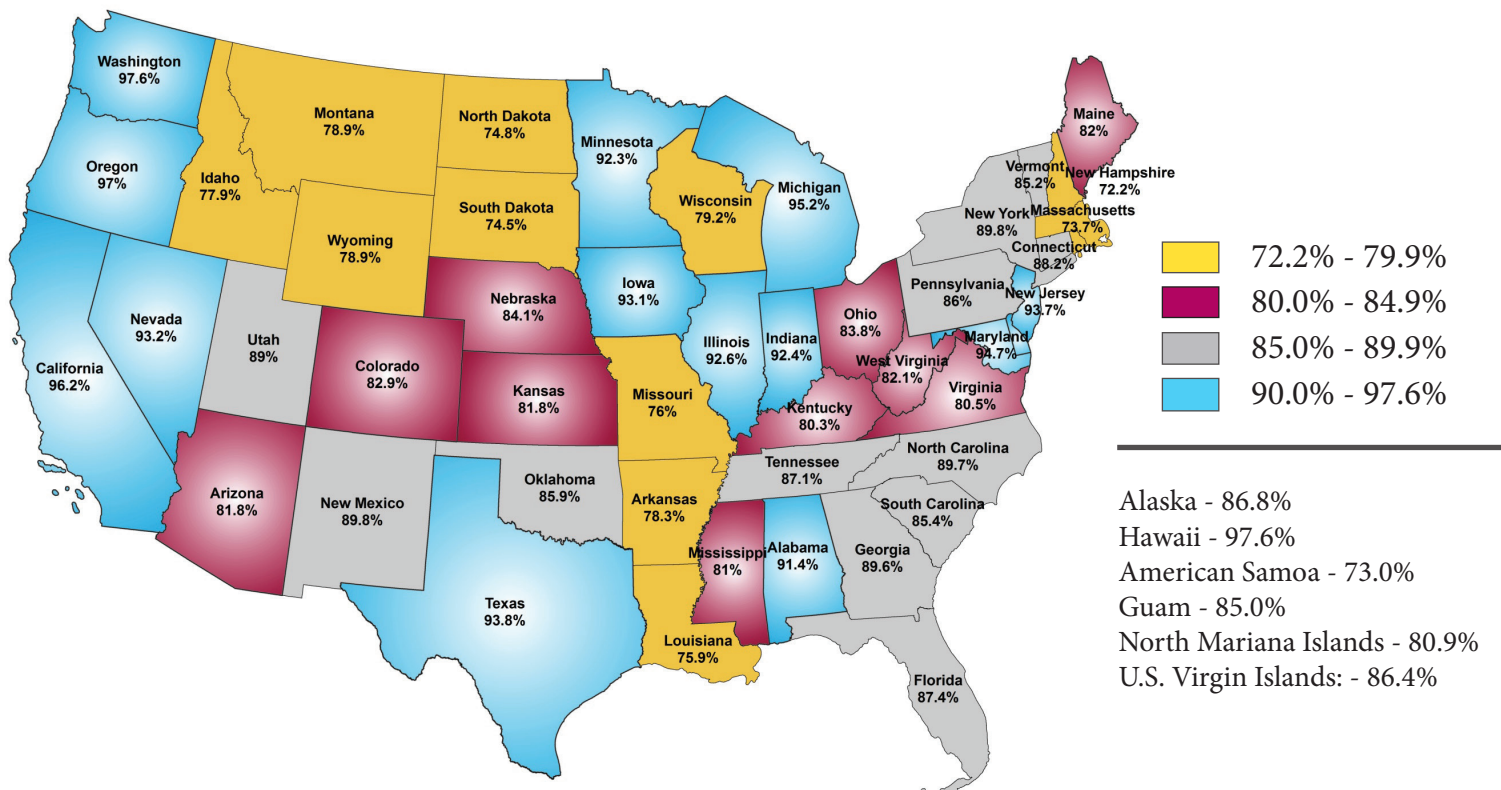 Washington
97.6%
Oregon
97%
California
96.2%
Nevada
93.2%
Idaho
77.9%
Montana
78.9%
Wyoming
78.9%
Utah
89%
Arizona
81.8%
Colorado
82.9%
New Mexico
89.8%
North Dakota
74.8%
South Dakota
74.5%
Nebraska
84.1%
Kansas
81.8%
Oklahoma
85.9%
Texas
93.8%
Minnesota
92.3%
Iowa
93.1%
Missouri
76%
Arkansas
78.3%
Louisiana
75.9%
Wisconsin
79.2%
Illinois
92.6%
Michigan
95.2%
Indiana
92.4%
Ohio
83.8%
Kentucky
80.3%
Tennessee
87.1%
Mississippi
81%
Alabama
91.4%
Georgia
89.6%
Florida
87.4%
South Carolina
85.4%
North Carolina
89.7%
Virginia
80.5%
West Virginia
82.1%
Maryland
94.7%
Pennsylvania
86%
New Jersey
93.7%
New York
89.8%
Connecticut
88.2%
Massachusetts
73.7%
Vermont
85.2%
New Hampshire
72.2%
Maine
82%
72.2% - 79.9%
80.0% - 84.9%
85.0% - 89.9%
90.0% - 97.6%
Alaska - 86.8%
Hawaii - 97.6%
American Samoa - 73.0%
Guam - 85.0%
North Mariana Islands - 80.9%
U.S. Virgin Islands: - 86.4%